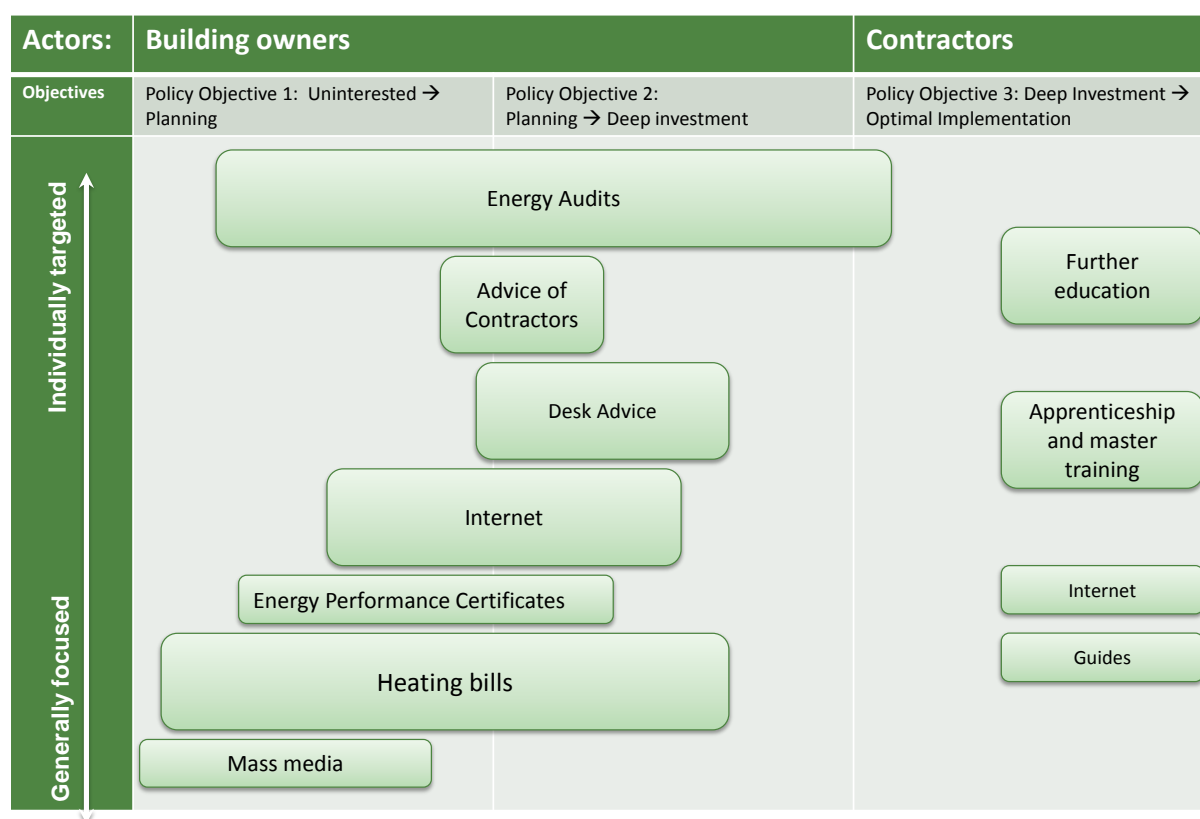 Actors:
Building owners
Contractors
Objectives
Policy Objective 1:  Uninterested →
Planning
Policy Objective 2:
Planning → Deep investment
Policy Objective 3: Deep Investment →
Optimal Implementation
Individually targeted
Generally focused
Energy Audits
Further
education
Advice of
Contractors
Desk Advice
Apprenticeship
and master
training
Internet
Energy Performance Certificates
Internet
Heating bills
Guides
Mass media